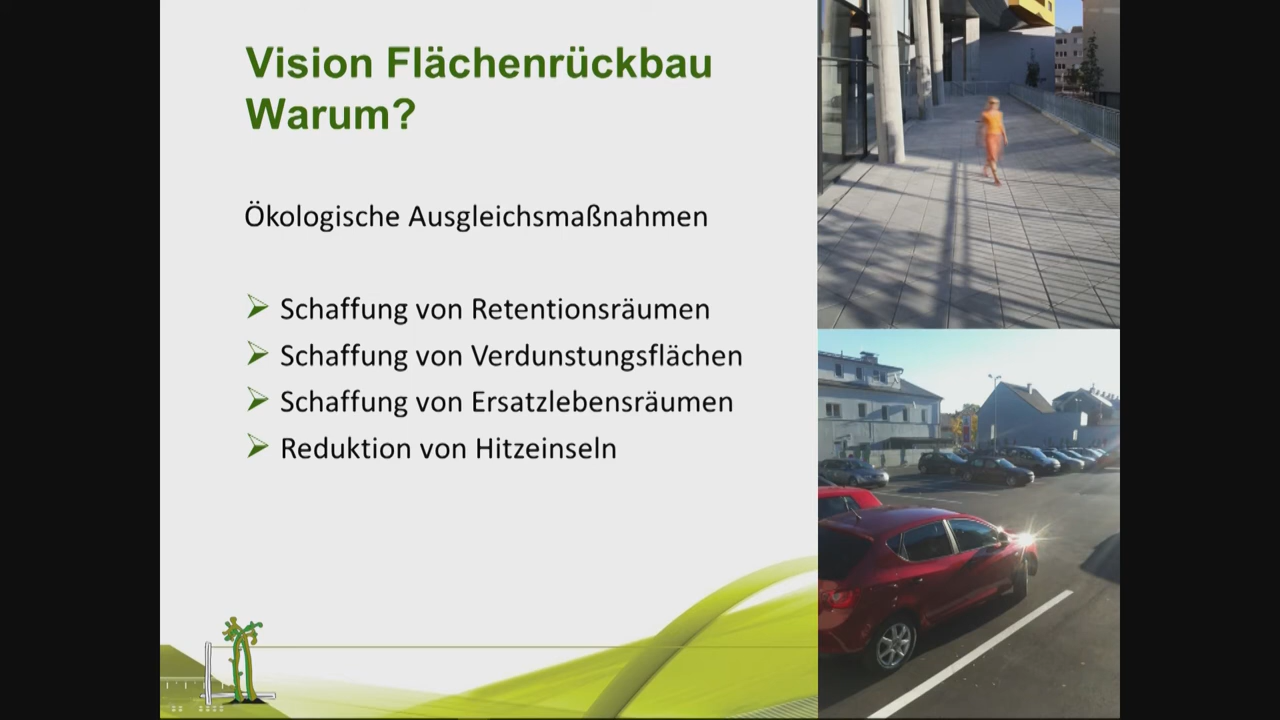 Vision Flächenrückbau
Warum?
Ökologische Ausgleichsmaßnahmen
Schaffung von Retentionsräumen
Schaffung von Verdunstungsflächen
Schaffung von Ersatzlebensräumen
Reduktion von Hitzeinseln